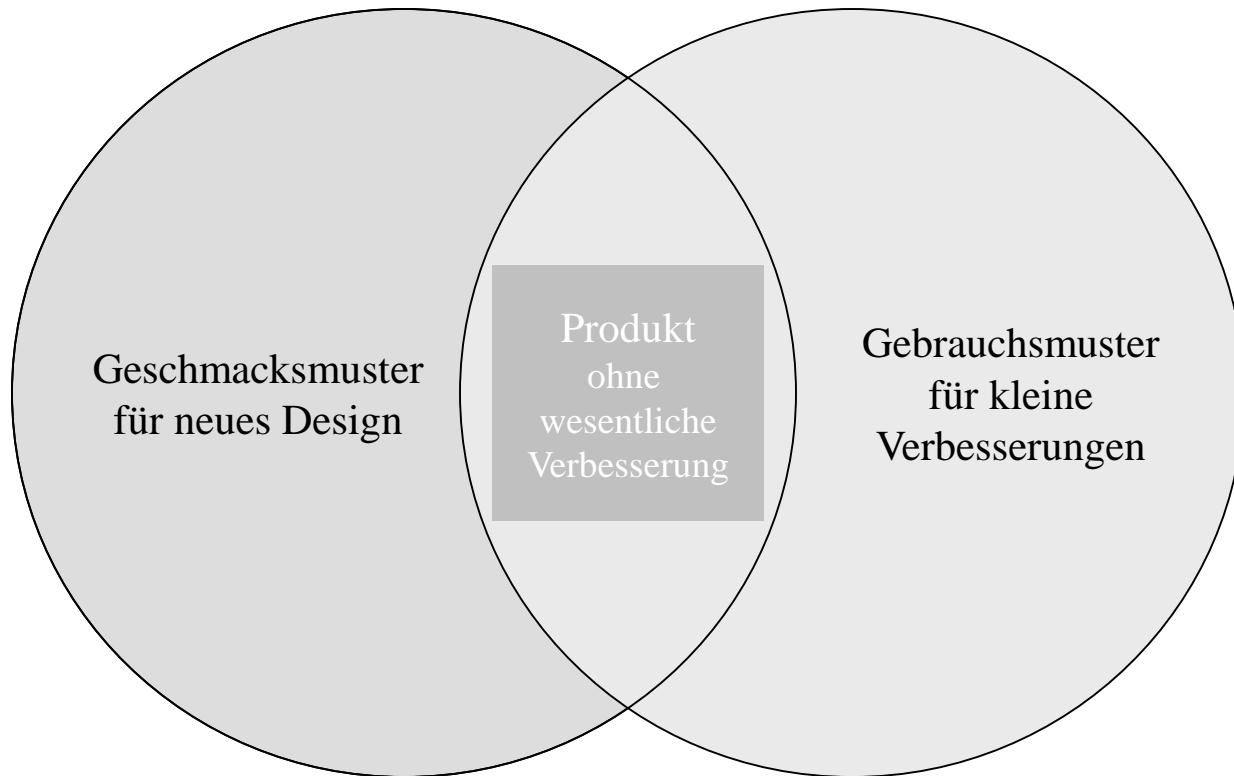 Geschmacksmuster
für neues Design
Produkt
ohne
wesentliche
Verbesserung
Gebrauchsmuster
für kleine
Verbesserungen